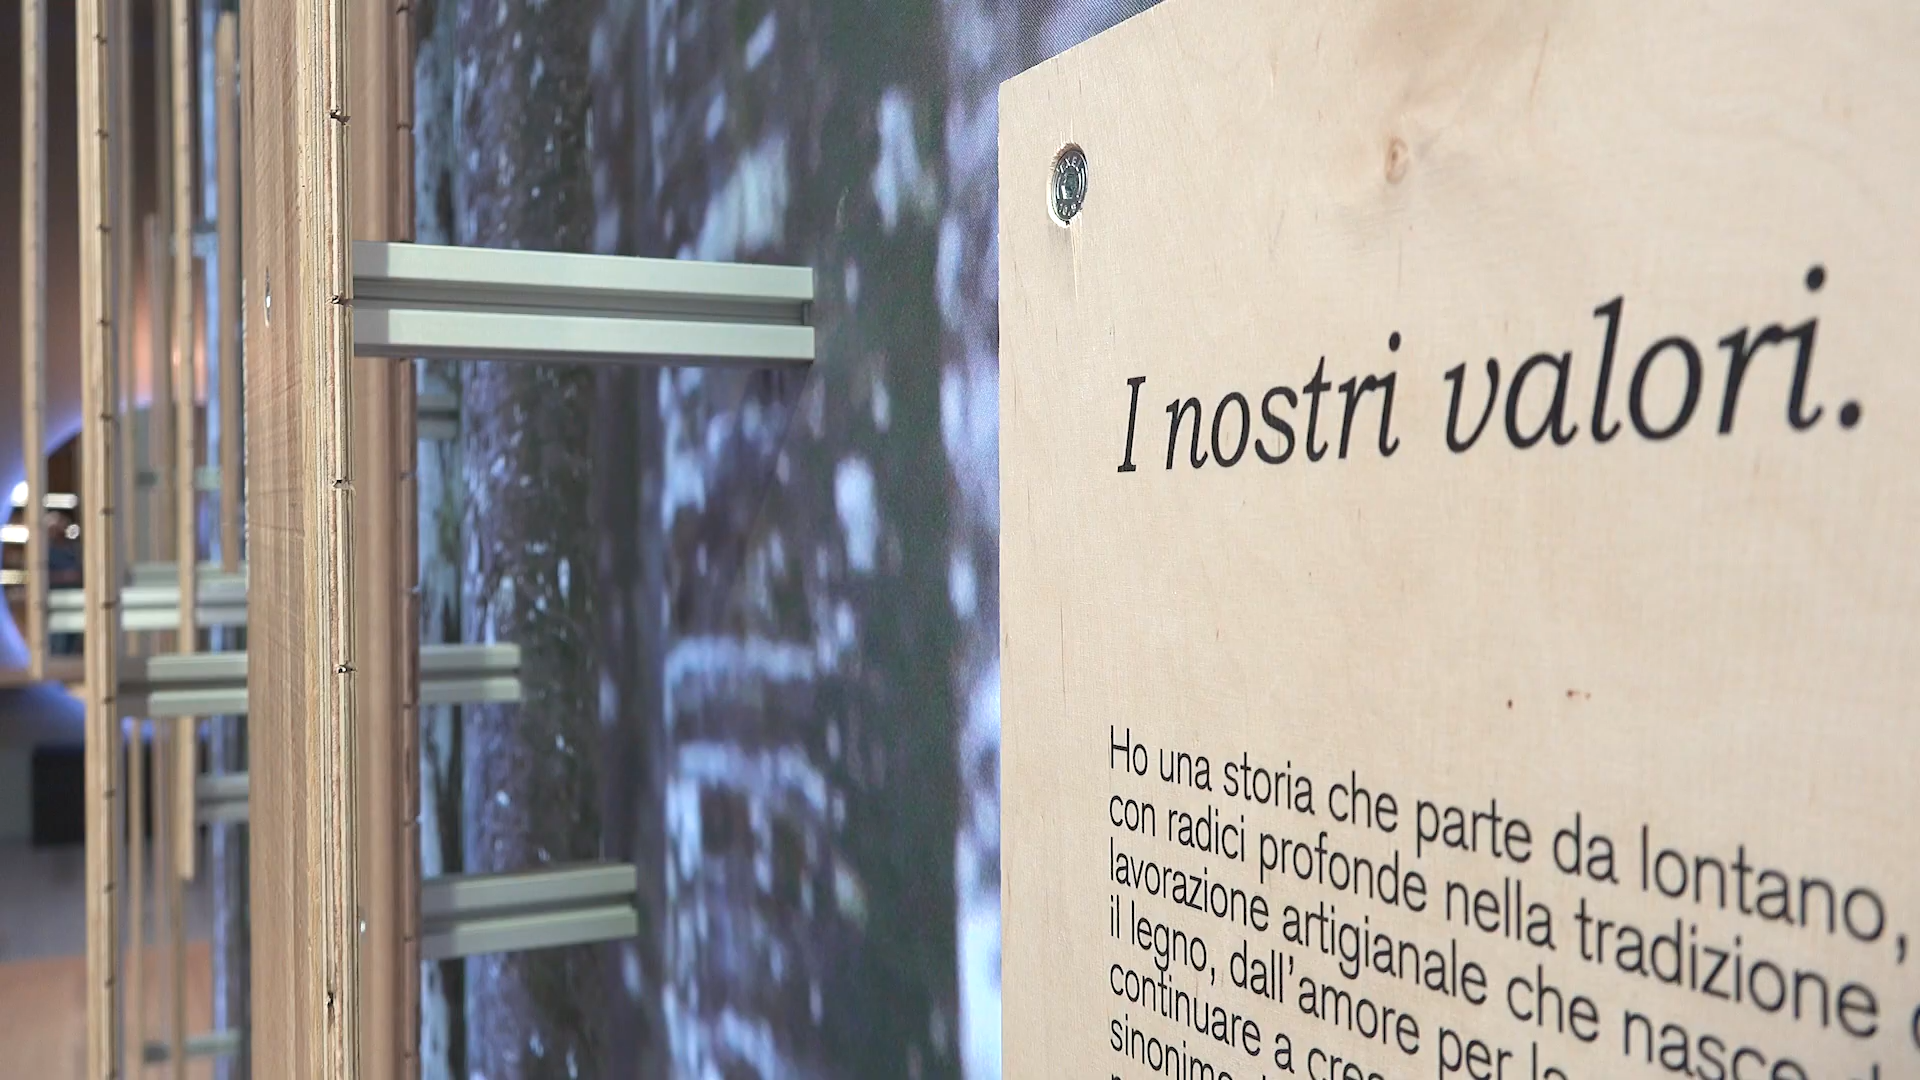 I nostri valori.
Ho una storia che parte da lontano,
con radici profonde nella tradizione
lavorazione artigianale che nasce
il legno, dall'amore per
continuare a